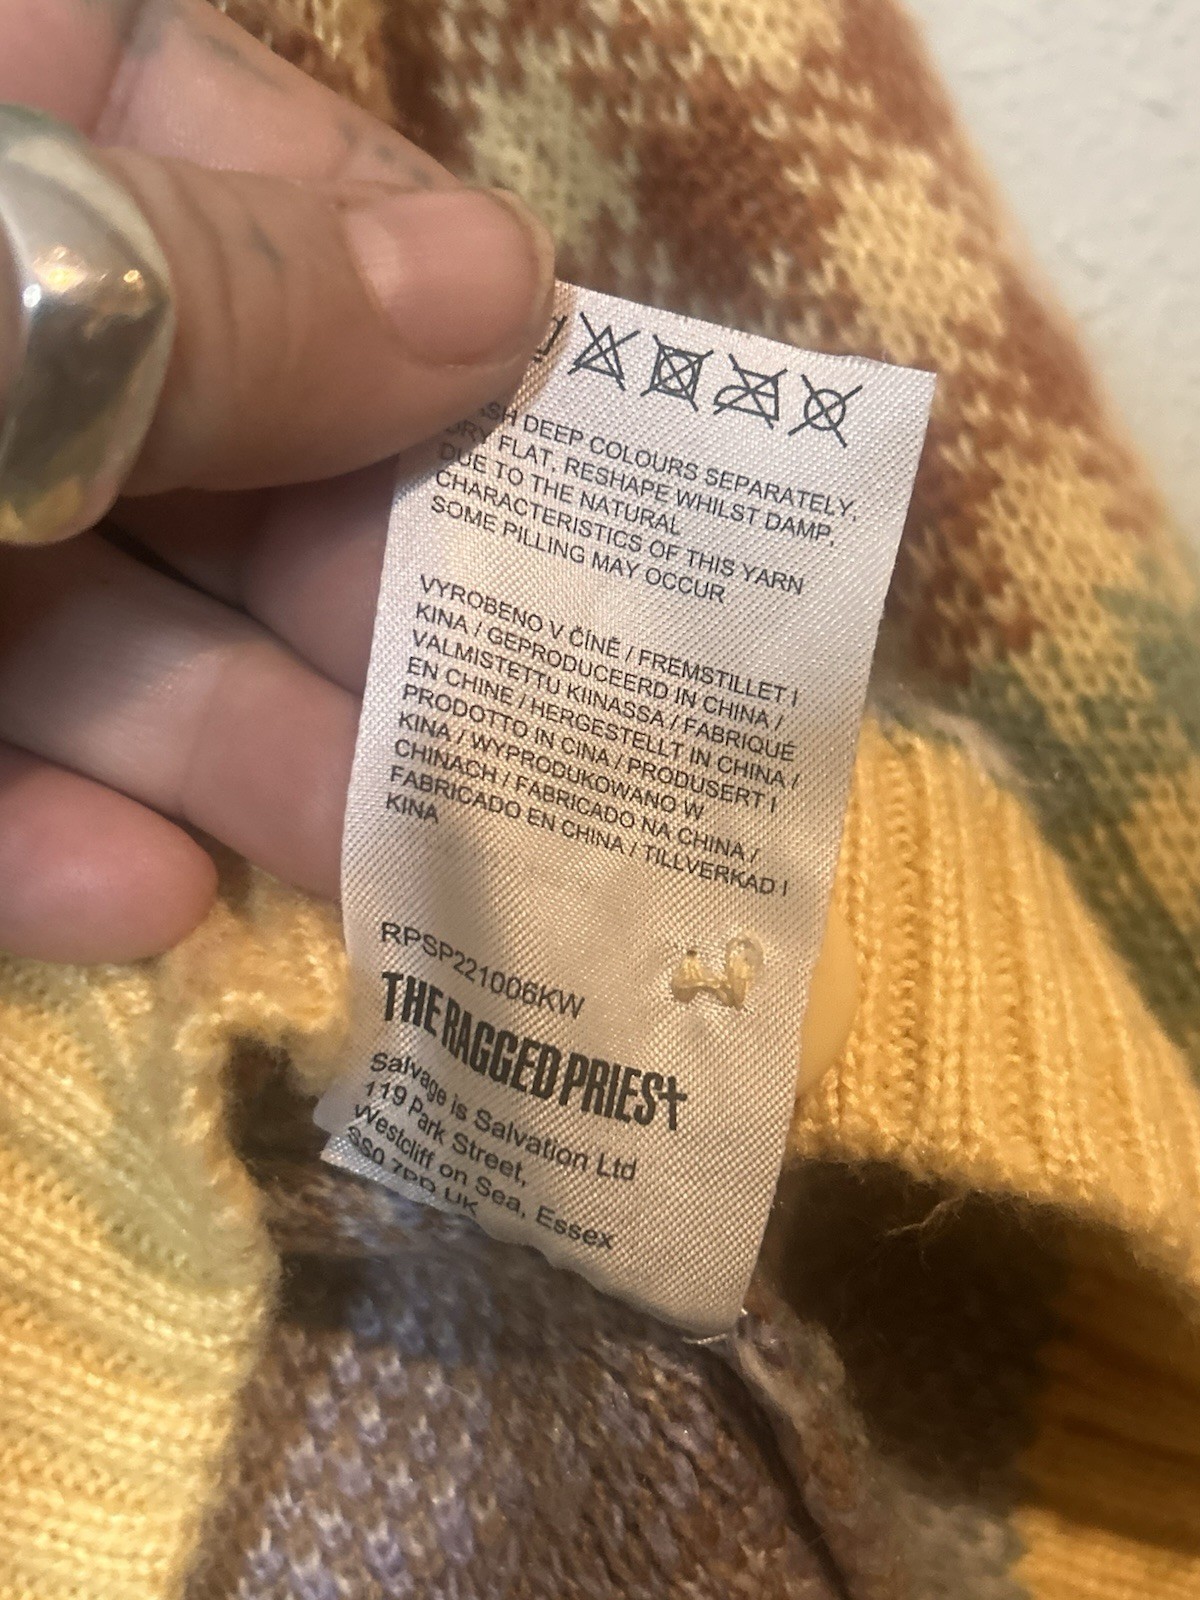 DEEP COLOURS SEPARATELY.
DRY FLAT. RESHAPE WHILST DAMP.
DUE TO THE NATURAL
CHARACTERISTICS OF THIS YARN
SOME PILLING MAY OCCUR
VYROBENO V ČÍNĚ / FREMSTILLET I
KINA / GEPRODUCEERD IN CHINA /
VALMISTETTU KIINASSA / FABRIQUÉ
EN CHINE / HERGESTELLT IN CHINA /
PRODOTTO IN CINA / PRODUSERT I
KINA / WYPRODUKOWANO W
CHINACH / FABRICADO NA CHINA /
FABRICADO EN CHINA / TILLVERKAD I
KINA
RPSP221006KW
THE RAGGED PRIEST
Salvage is Salvation Ltd
119 Park Street,
Westcliff on Sea, Essex
UK